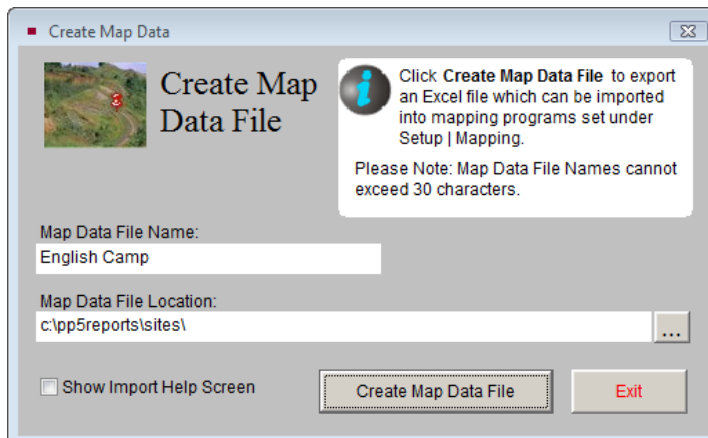 Create Map Data
Create Map
Data File
Click Create Map Data File to export
an Excel file which can be imported
into mapping programs set under
Setup | Mapping.
Please Note: Map Data File Names cannot
exceed 30 characters.
Map Data File Name:
English Camp
Map Data File Location:
c:\pp5reports\sites\
...
Show Import Help Screen
Create Map Data File
Exit